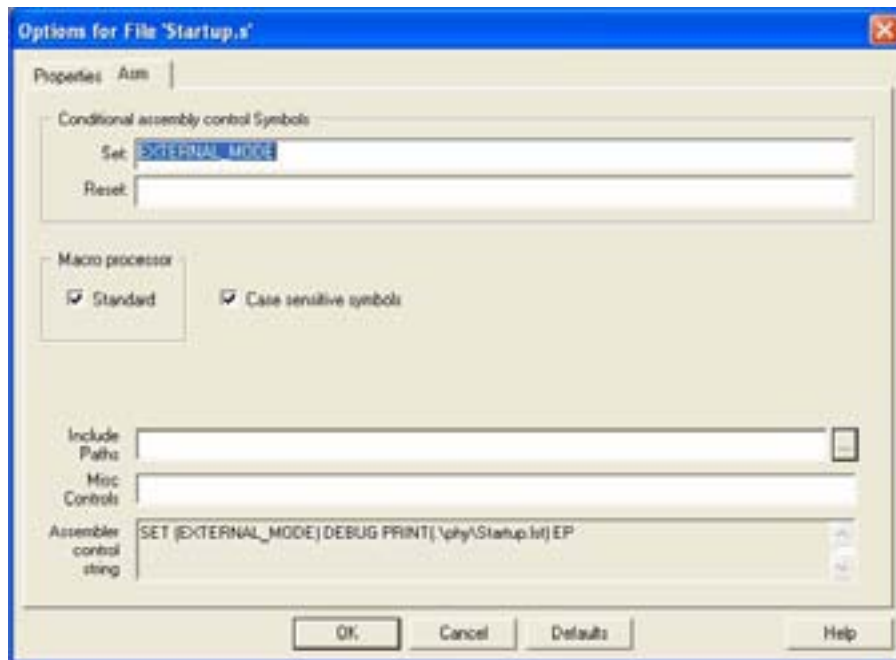 Options for File 'Startup.s'
Properties Asm
Conditional assembly control Symbols
Set: EXTERNAL_MODE
Reset:
Macro processor
Standard
Case sensitive symbols
Include Paths
...
Misc Controls
Assembler control string
SET (EXTERNAL_MODE) DEBUG PRINT(.\phy\Startup.lst) EP
OK Cancel Defaults Help